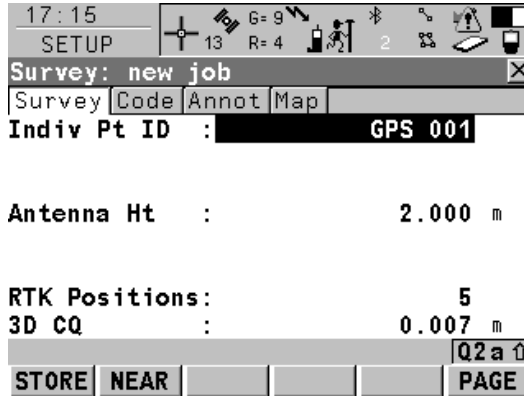 17:15
SETUP
13
G= 9
R= 4
2
Survey: new job
Survey Code Annot Map
Indiv Pt ID : GPS 001
Antenna Ht : 2.000 m
RTK Positions: 5
3D CQ : 0.007 m
Q2a
STORE NEAR PAGE